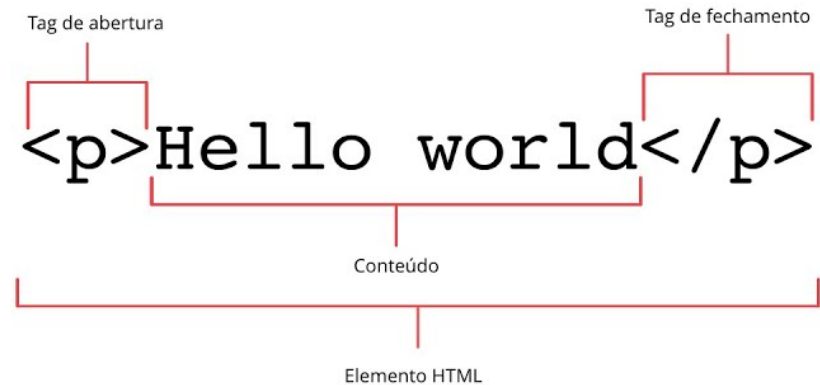 Tag de abertura
Tag de fechamento
<p>Hello world</p>
Conteúdo
Elemento HTML